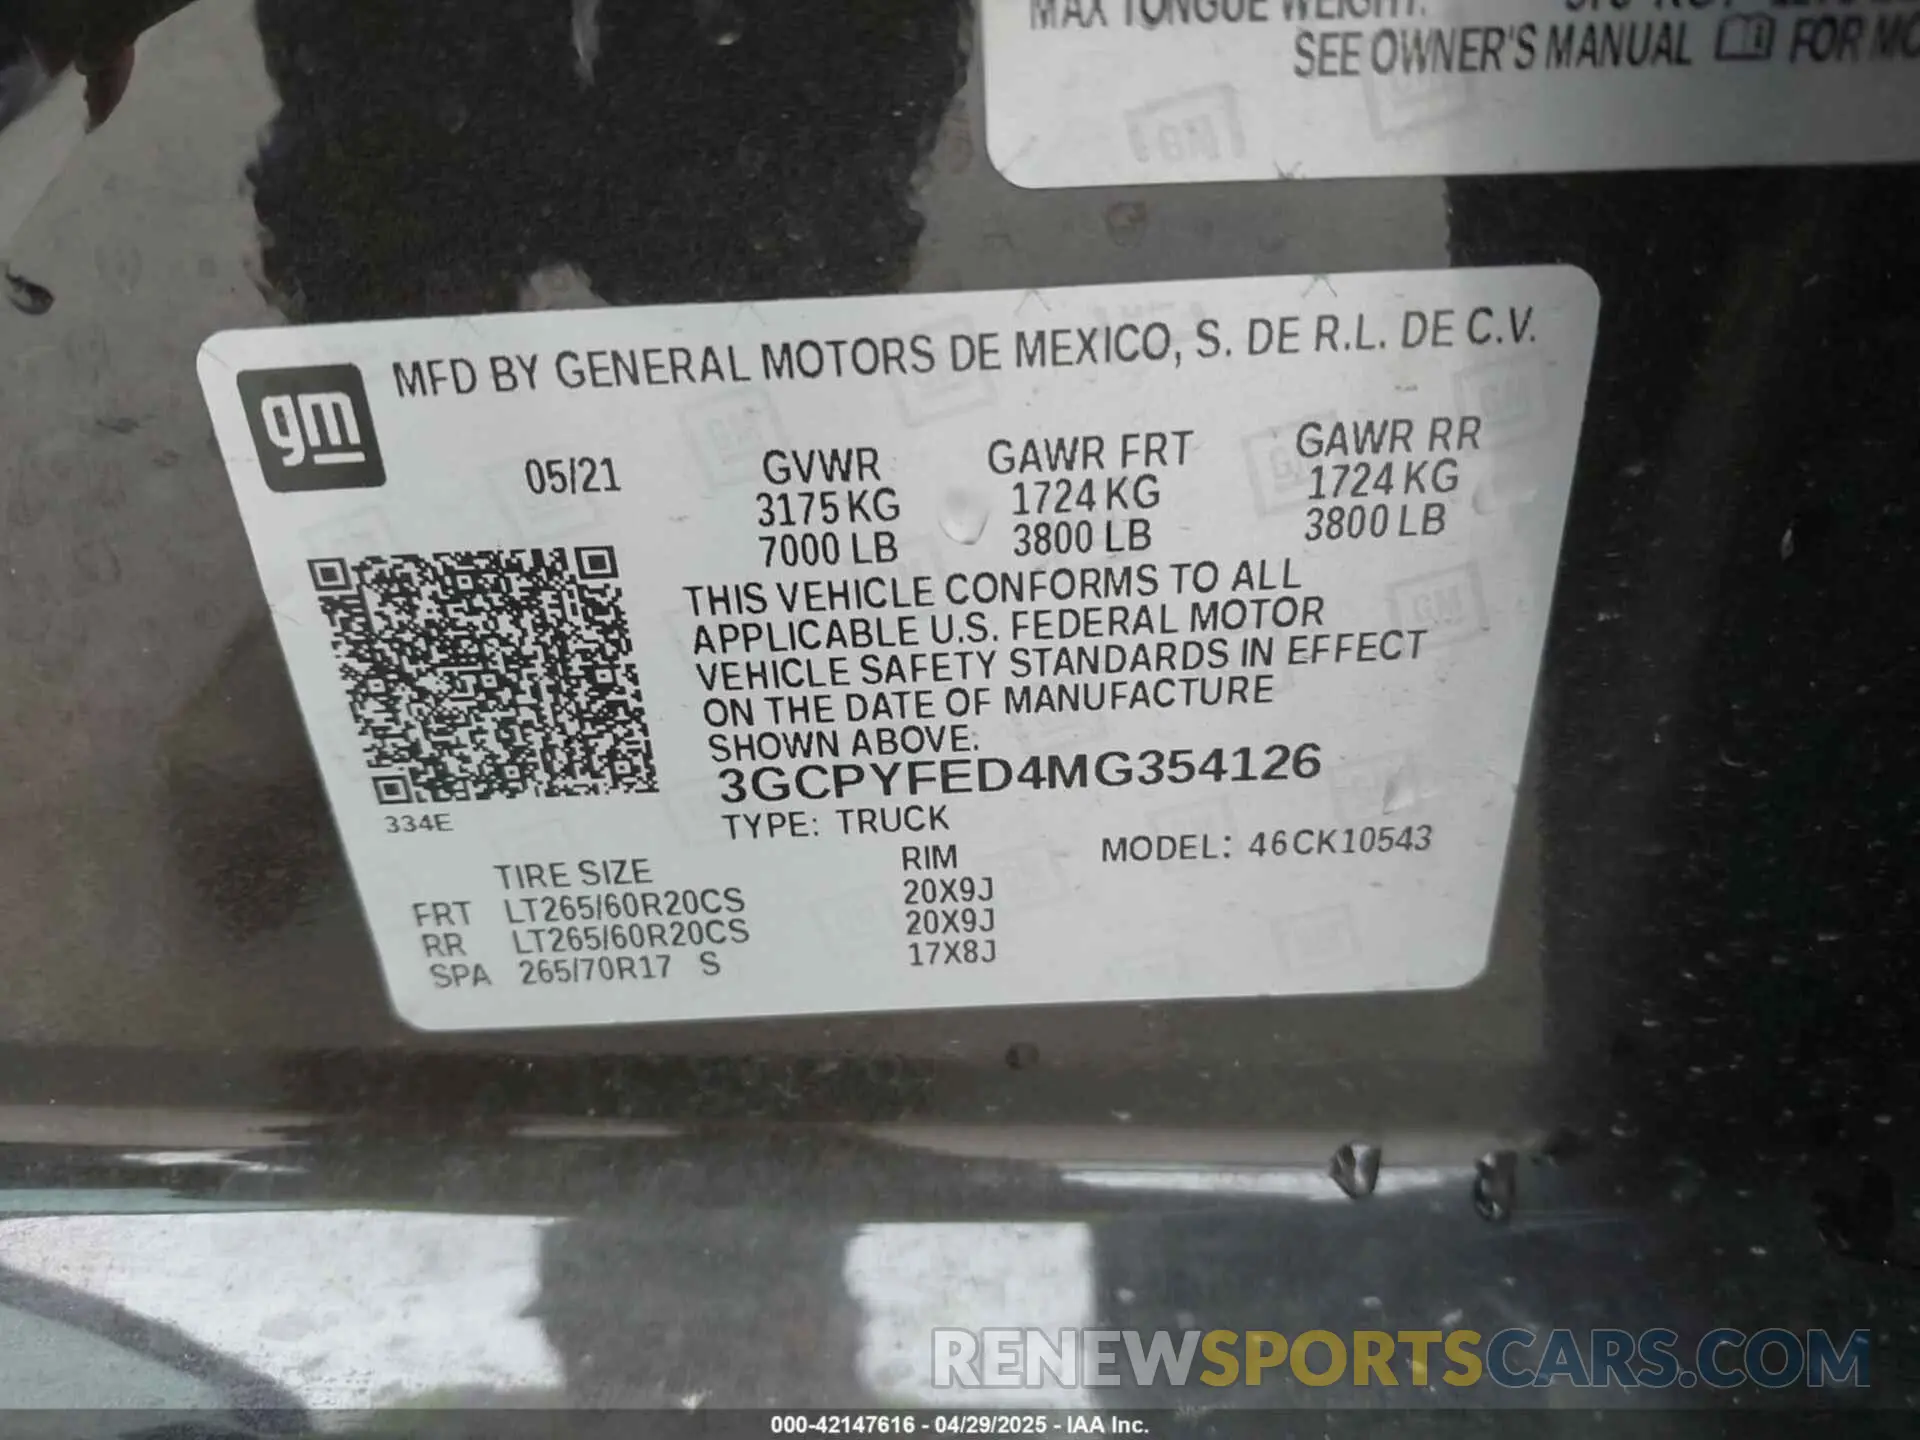 MAX TONGUE WEIGHT:
SEE OWNER'S MANUAL FOR
gm
MFD BY GENERAL MOTORS DE MEXICO, S. DE R.L. DE C.V.
05/21 GVWR GAWR FRT GAWR RR
3175 KG 1724 KG 1724 KG
7000 LB 3800 LB 3800 LB
THIS VEHICLE CONFORMS TO ALL
APPLICABLE U.S. FEDERAL MOTOR
VEHICLE SAFETY STANDARDS IN EFFECT
ON THE DATE OF MANUFACTURE
SHOWN ABOVE.
3GCPYFED4MG354126
334E
TYPE: TRUCK
TIRE SIZE RIM MODEL: 46CK10543
FRT LT265/60R20CS 20X9J
RR LT265/60R20CS 20X9J
SPA 265/70R17 S 17X8J
RENEWSPORTSCARS.COM
000-42147616 - 04/29/2025 - IAA Inc.